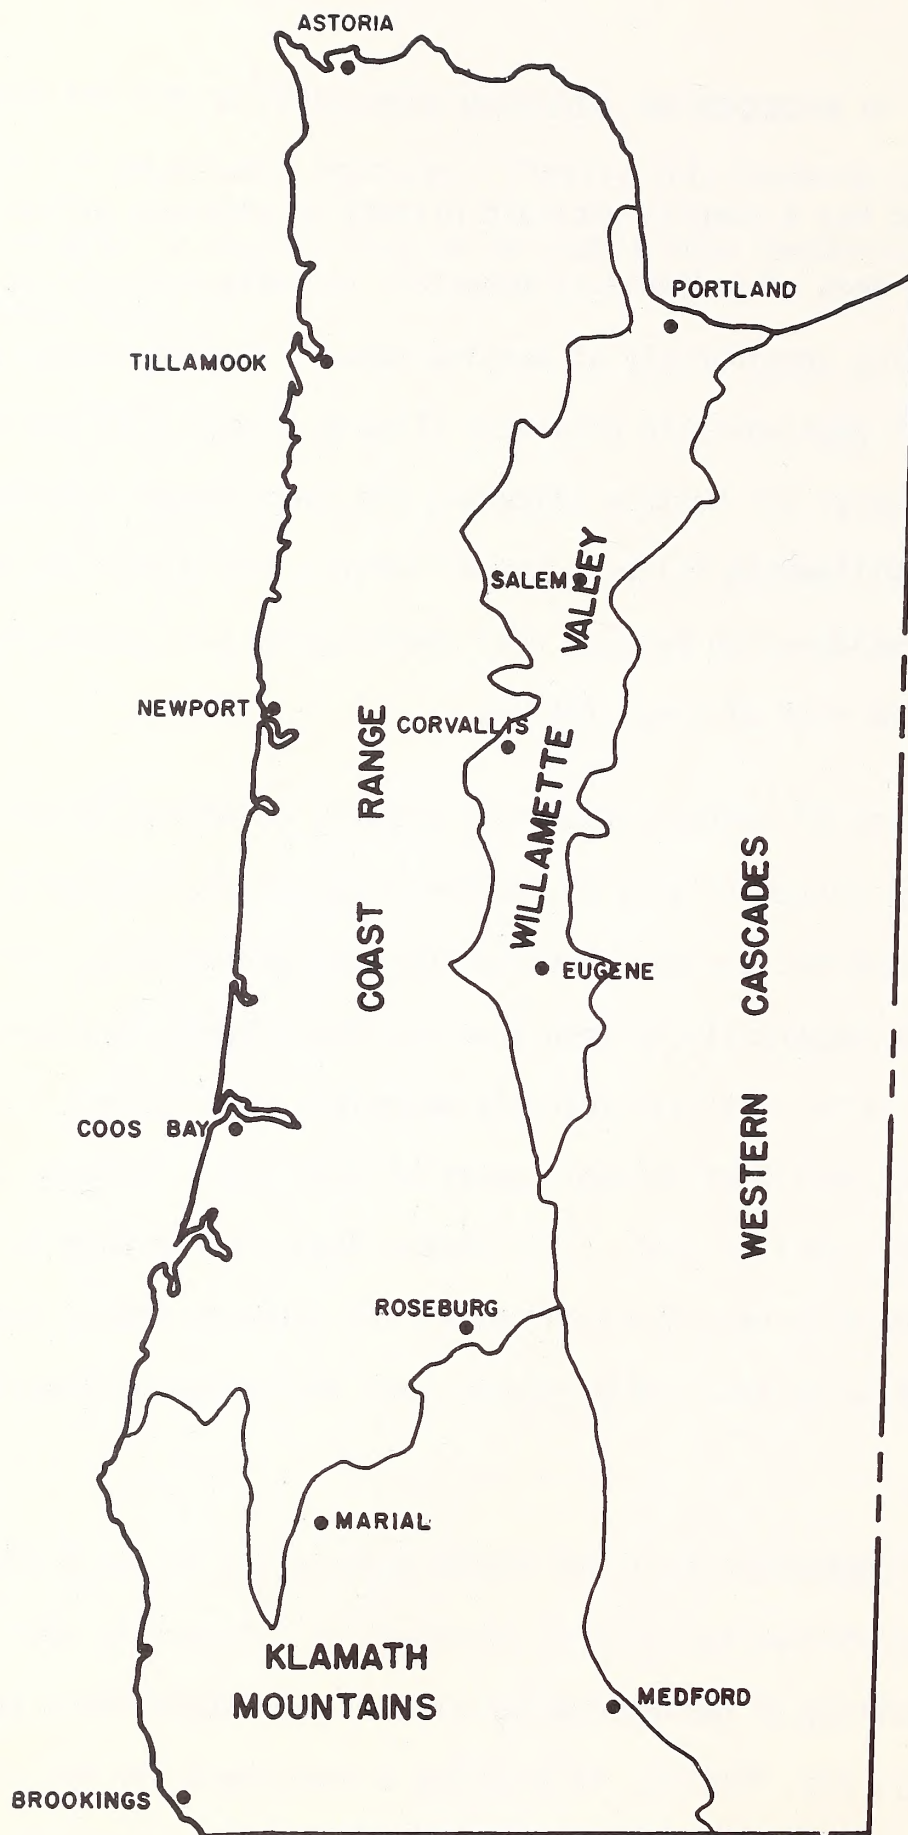 ASTORIA
PORTLAND
TILLAMOOK
SALEM
VALLEY
NEWPORT
CORVALLIS
COAST RANGE
WILLAMETTE
WESTERN CASCADES
EUGENE
COOS BAY
ROSEBURG
MARIAL
KLAMATH
MOUNTAINS
MEDFORD
BROOKINGS